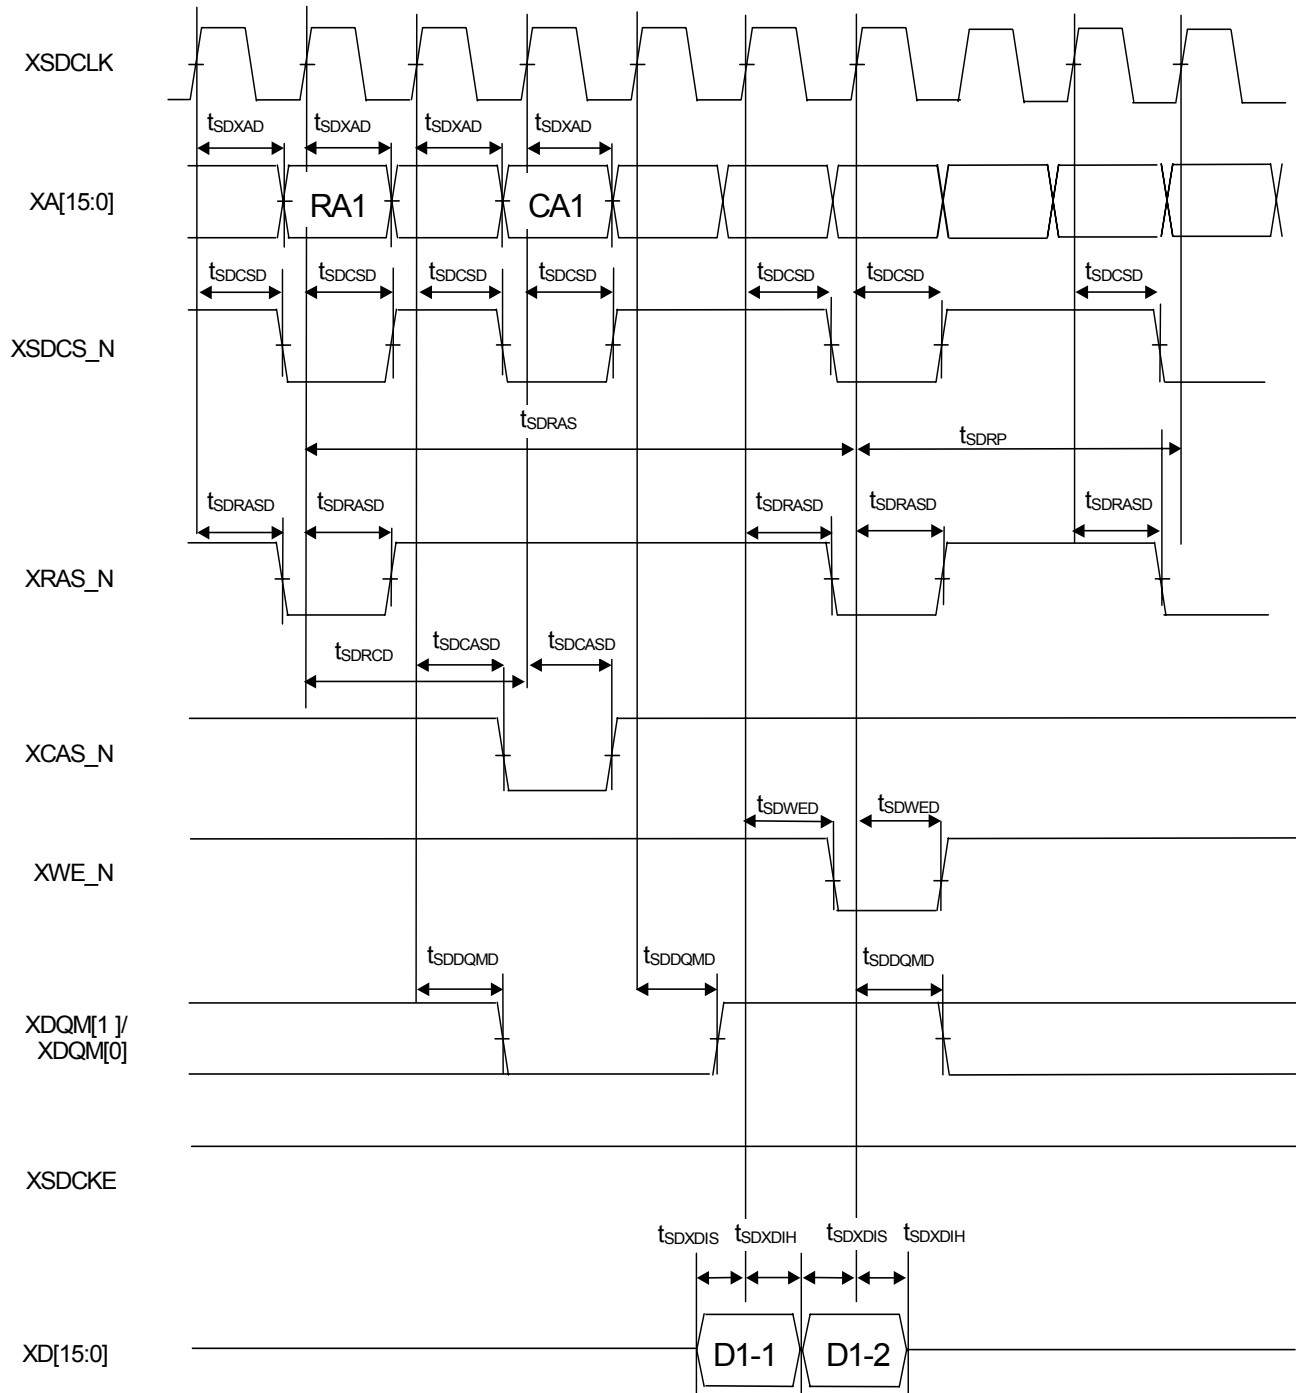 XSDCLK
tSDXAD tSDXAD tSDXAD tSDXAD
XA[15:0] RA1 CA1
tSDCSD tSDCSD tSDCSD tSDCSD tSDCSD tSDCSD tSDCSD
XSDCS_N
tSDRAS tSDRP
tSDRASD tSDRASD tSDRASD tSDRASD tSDRASD
XRAS_N
tSDRCD tSDCASD tSDCASD
XCAS_N
tSDWED tSDWED
XWE_N
tSDDQMD tSDDQMD tSDDQMD
XDQM[1 ]/
XDQM[0]
XSDCKE
tSDXDIS tSDXDIH tSDXDIS tSDXDIH
XD[15:0] D1-1 D1-2